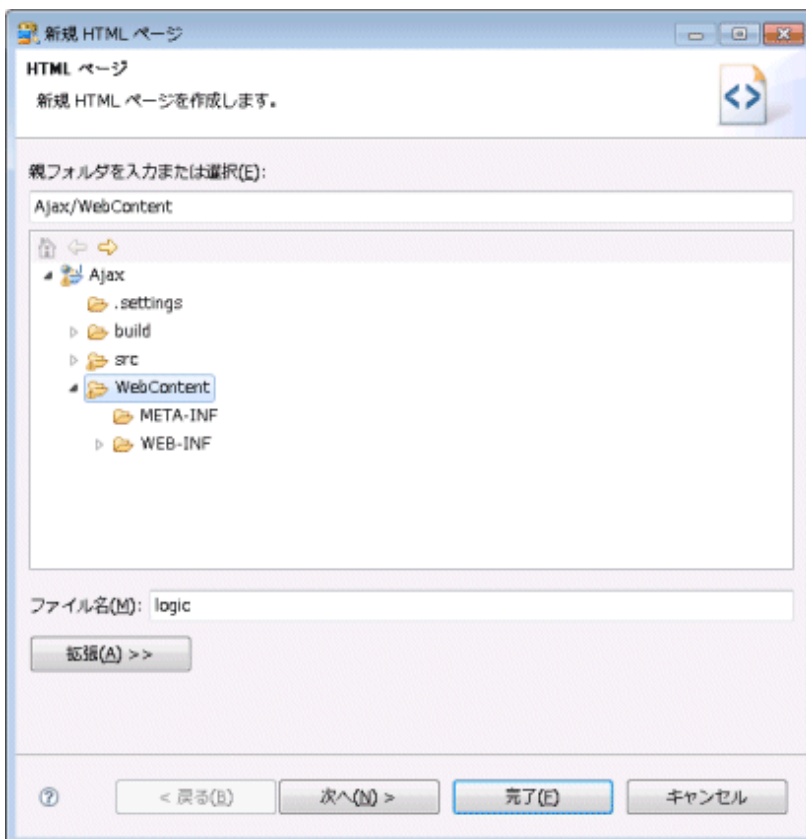 新規 HTML ページ
HTML ページ
新規 HTML ページを作成します。
親フォルダを入力または選択(E):
Ajax/WebContent
Ajax
.settings
build
src
WebContent
META-INF
WEB-INF
ファイル名(M): logic
拡張(A) >>
< 戻る(B) 次へ(N) > 完了(F) キャンセル